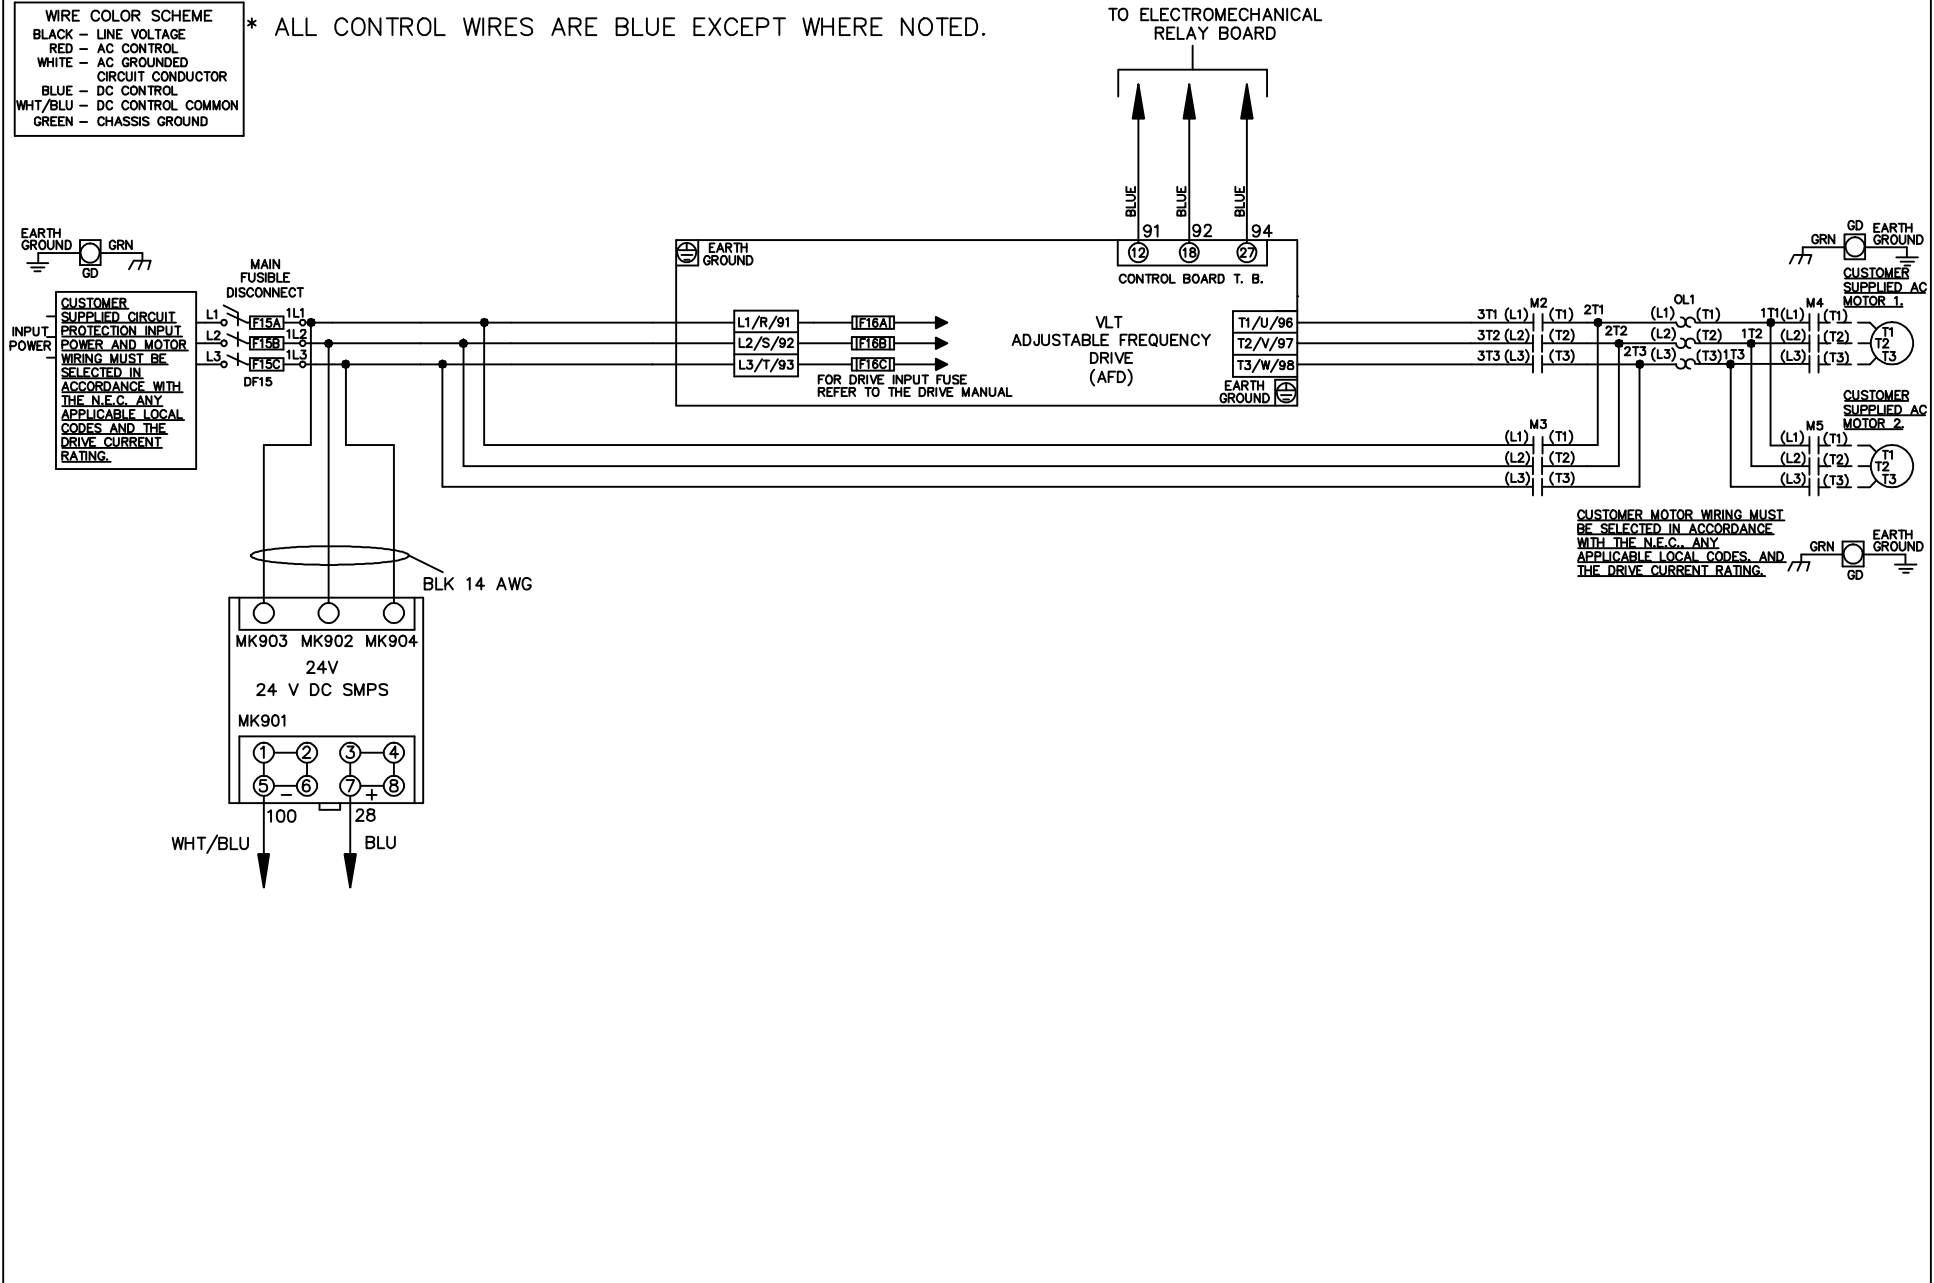 WIRE COLOR SCHEME
BLACK – LINE VOLTAGE
RED – AC CONTROL
WHITE – AC GROUNDED
CIRCUIT CONDUCTOR
BLUE – DC CONTROL
WHT/BLU – DC CONTROL COMMON
GREEN – CHASSIS GROUND
* ALL CONTROL WIRES ARE BLUE EXCEPT WHERE NOTED.
TO ELECTROMECHANICAL
RELAY BOARD
BLUE
BLUE
BLUE
91 92 94
12 18 27
CONTROL BOARD T. B.
EARTH
GROUND
GRN
GD
MAIN
FUSIBLE
DISCONNECT
INPUT
POWER
CUSTOMER
SUPPLIED CIRCUIT
PROTECTION INPUT
POWER AND MOTOR
WIRING MUST BE
SELECTED IN
ACCORDANCE WITH
THE N.E.C. ANY
APPLICABLE LOCAL
CODES AND THE
DRIVE CURRENT
RATING.
L1 F15A 1L1
L2 F15B 1L2
L3 F15C 1L3
DF15
EARTH
GROUND
L1/R/91 F16A
L2/S/92 F16B
L3/T/93 F16C
FOR DRIVE INPUT FUSE
REFER TO THE DRIVE MANUAL
VLT
ADJUSTABLE FREQUENCY
DRIVE
(AFD)
T1/U/96
T2/V/97
T3/W/98
EARTH
GROUND
M2
3T1 (L1) (T1) 2T1
3T2 (L2) (T2) 2T2
3T3 (L3) (T3) 2T3
OL1
(L1) (T1) 1T1
(L2) (T2) 1T2
(L3) (T3) 1T3
M4
(L1) (T1)
(L2) (T2)
(L3) (T3)
T1
T2
T3
GD
GRN
EARTH
GROUND
CUSTOMER
SUPPLIED AC
MOTOR 1.
M3
(L1) (T1)
(L2) (T2)
(L3) (T3)
CUSTOMER
SUPPLIED AC
MOTOR 2.
M5
(L1) (T1)
(L2) (T2)
(L3) (T3)
T1
T2
T3
CUSTOMER MOTOR WIRING MUST
BE SELECTED IN ACCORDANCE
WITH THE N.E.C., ANY
APPLICABLE LOCAL CODES, AND
THE DRIVE CURRENT RATING.
GRN
GD
EARTH
GROUND
BLK 14 AWG
MK903 MK902 MK904
24V
24 V DC SMPS
MK901
1 2 3 4
5 – 6 7 + 8
100 28
WHT/BLU BLU